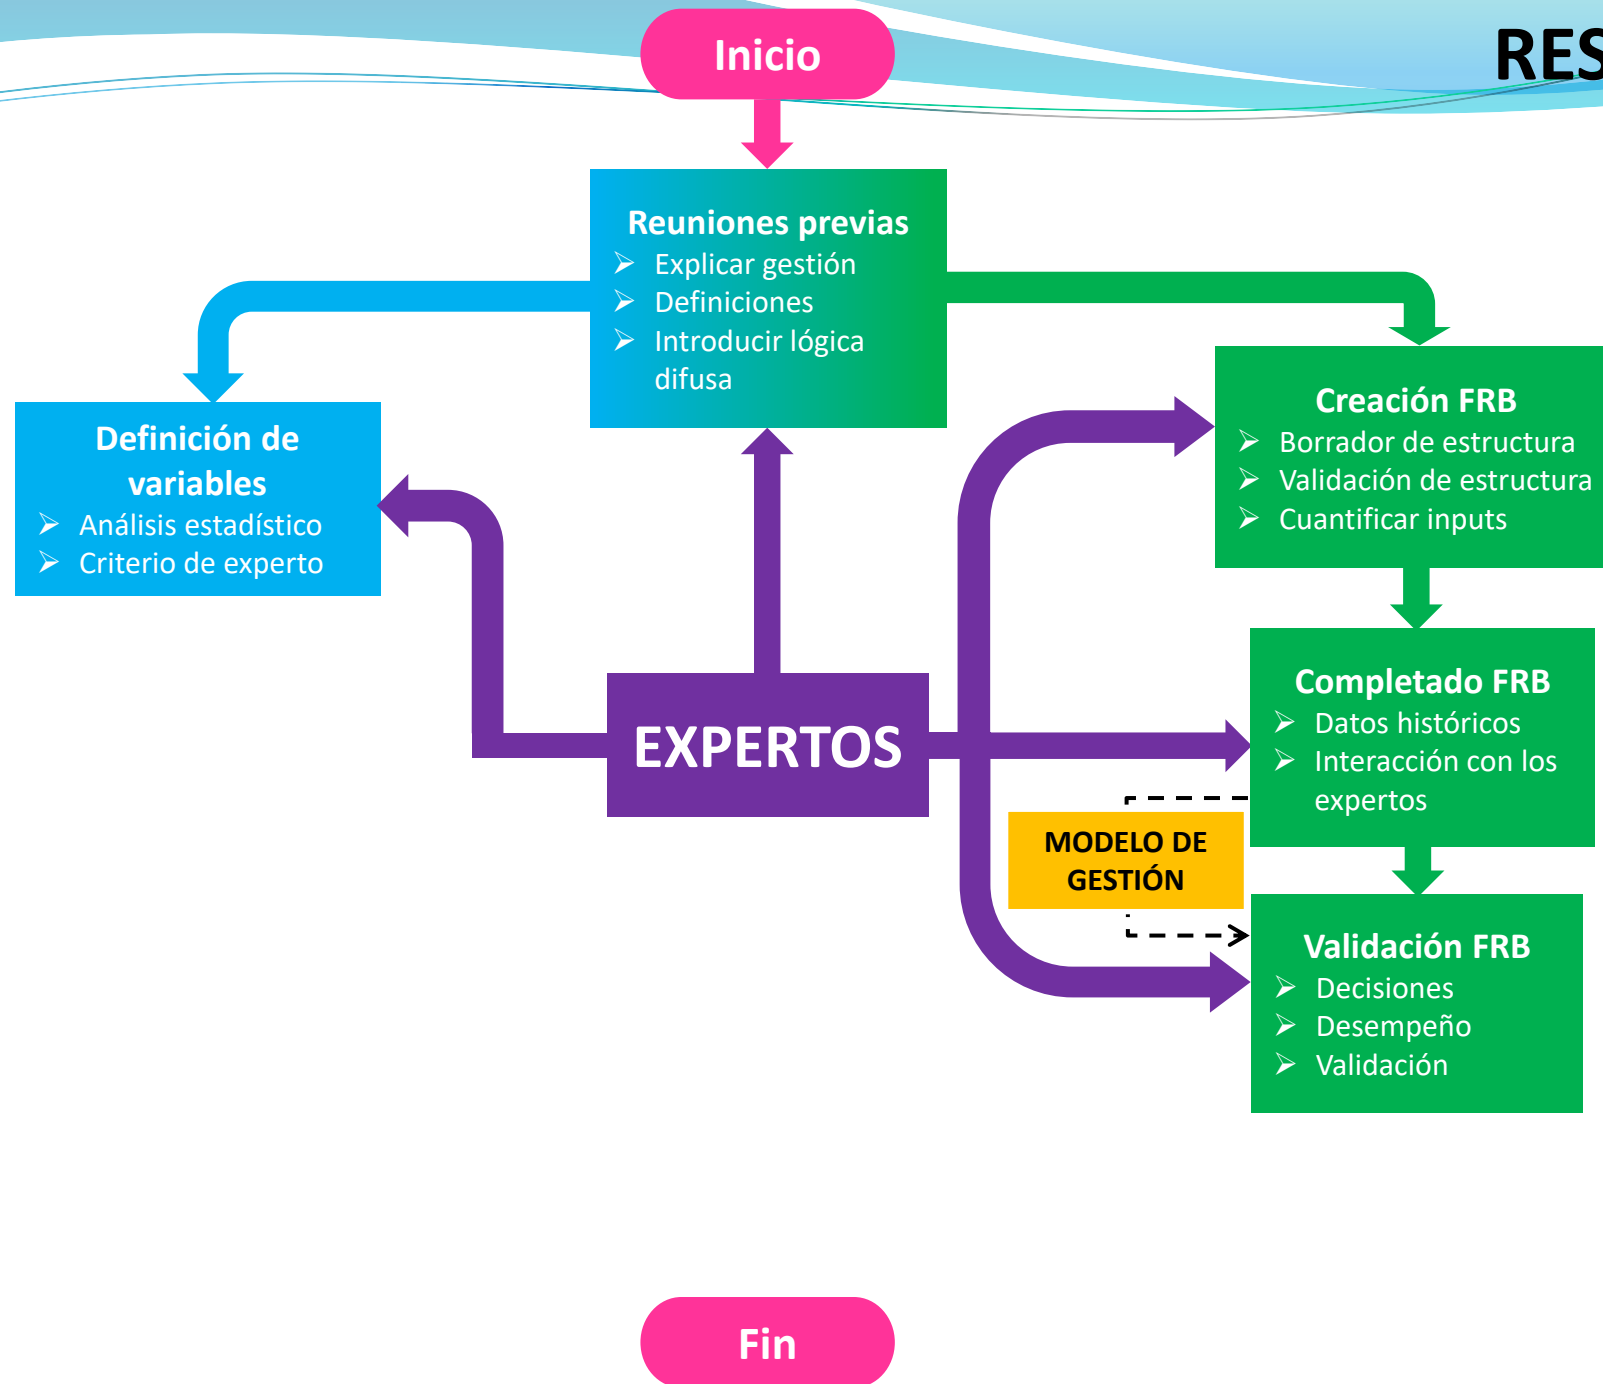 Inicio
RES
Reuniones previas
Explicar gestión
Definiciones
Introducir lógica
difusa
Definición de
variables
Análisis estadístico
Criterio de experto
Creación FRB
Borrador de estructura
Validación de estructura
Cuantificar inputs
EXPERTOS
Completado FRB
Datos históricos
Interacción con los
expertos
MODELO DE
GESTIÓN
Validación FRB
Decisiones
Desempeño
Validación
Fin